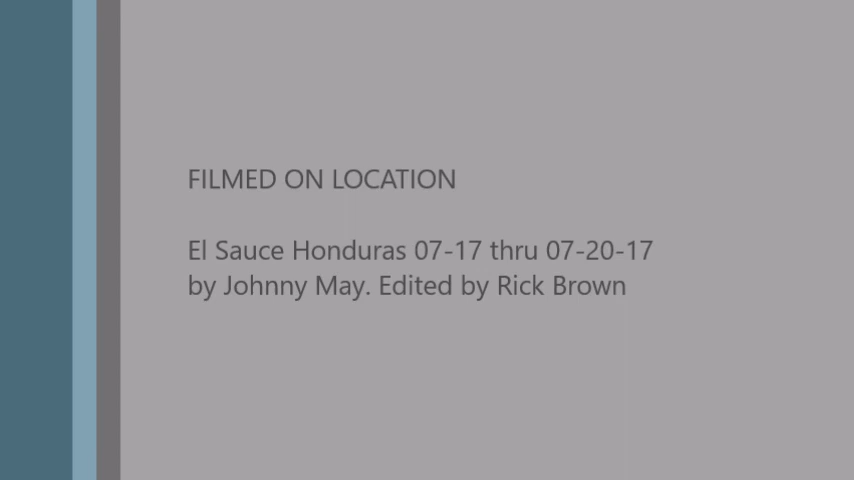 FILMED ON LOCATION
El Sauce Honduras 07-17 thru 07-20-17
by Johnny May. Edited by Rick Brown